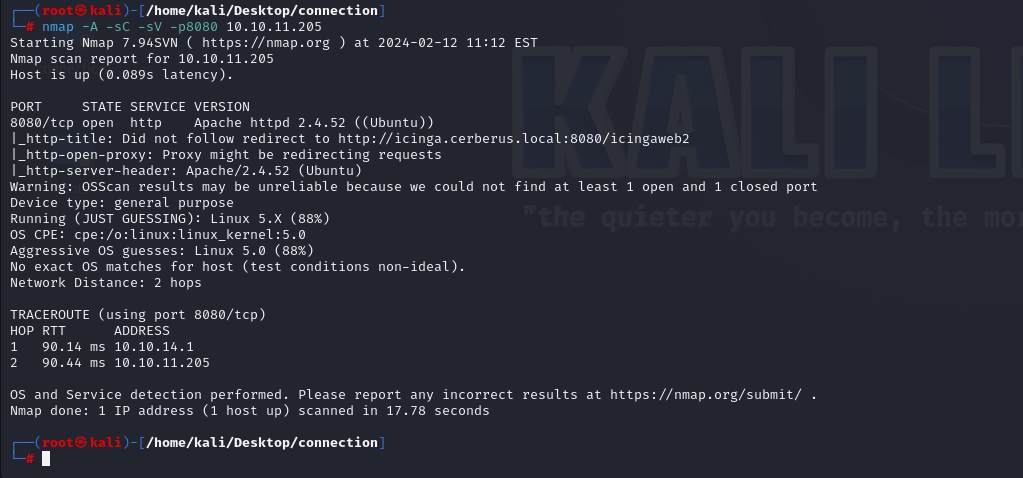 ┌──(root㉿kali)-[/home/kali/Desktop/connection]
└─# nmap -A -sC -sV -p8080 10.10.11.205
Starting Nmap 7.94SVN ( https://nmap.org ) at 2024-02-12 11:12 EST
Nmap scan report for 10.10.11.205
Host is up (0.089s latency).

PORT     STATE SERVICE VERSION
8080/tcp open  http    Apache httpd 2.4.52 ((Ubuntu))
|_http-title: Did not follow redirect to http://icinga.cerberus.local:8080/icingaweb2
|_http-open-proxy: Proxy might be redirecting requests
|_http-server-header: Apache/2.4.52 (Ubuntu)
Warning: OSScan results may be unreliable because we could not find at least 1 open and 1 closed port
Device type: general purpose
Running (JUST GUESSING): Linux 5.X (88%)
OS CPE: cpe:/o:linux:linux_kernel:5.0
Aggressive OS guesses: Linux 5.0 (88%)
No exact OS matches for host (test conditions non-ideal).
Network Distance: 2 hops

TRACEROUTE (using port 8080/tcp)
HOP RTT      ADDRESS
1   90.14 ms 10.10.14.1
2   90.44 ms 10.10.11.205

OS and Service detection performed. Please report any incorrect results at https://nmap.org/submit/ .
Nmap done: 1 IP address (1 host up) scanned in 17.78 seconds

┌──(root㉿kali)-[/home/kali/Desktop/connection]
└─#
KALI LI
"the quieter you become, the mo